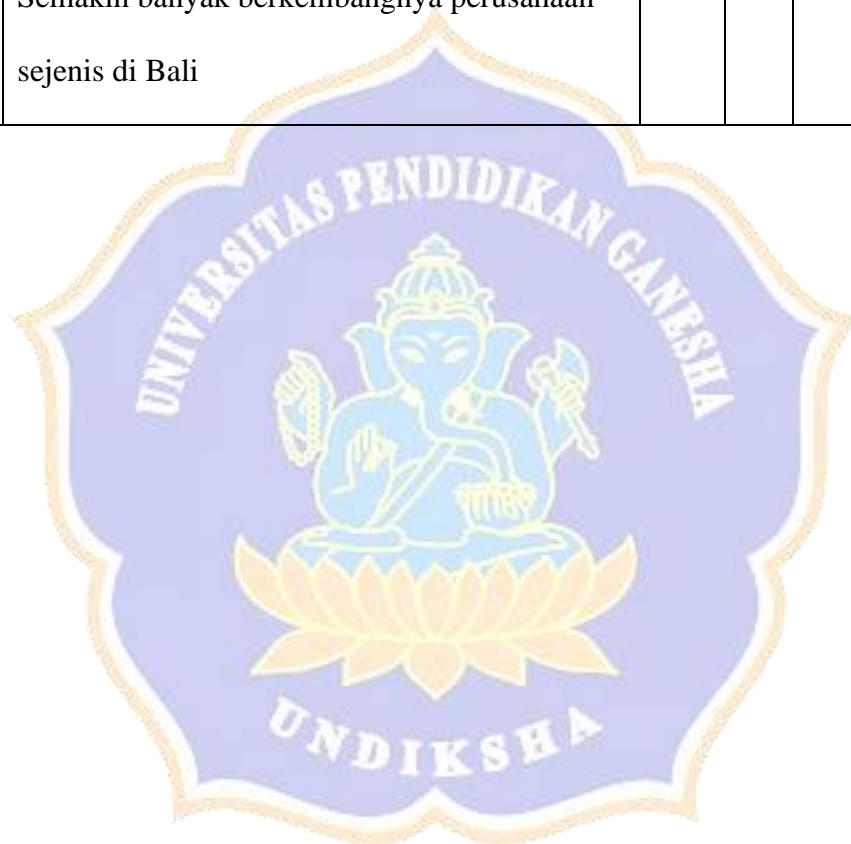 Semakin banyak berkembangnya perusahaan
sejenis di Bali
UNIVERSITAS PENDIDIKAN GANESHA
UNDIKSHA